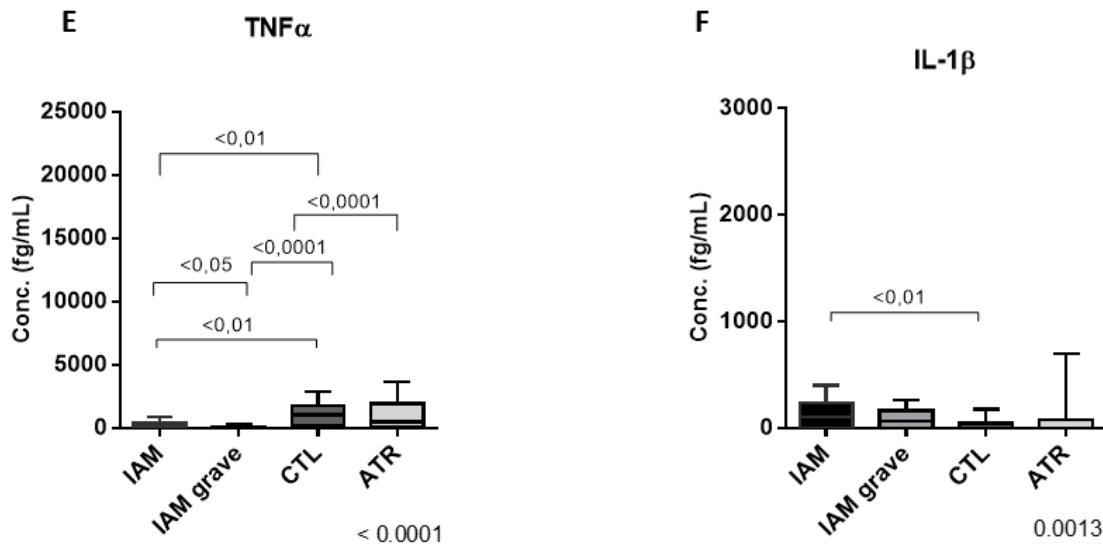 E
TNFα
Conc. (fg/mL)
25000
20000
15000
10000
5000
0
<0,01
<0,0001
<0,0001
<0,05
<0,01
IAM
IAM grave
CTL
ATR
< 0.0001
F
IL-1β
Conc. (fg/mL)
3000
2000
1000
0
<0,01
IAM
IAM grave
CTL
ATR
0.0013